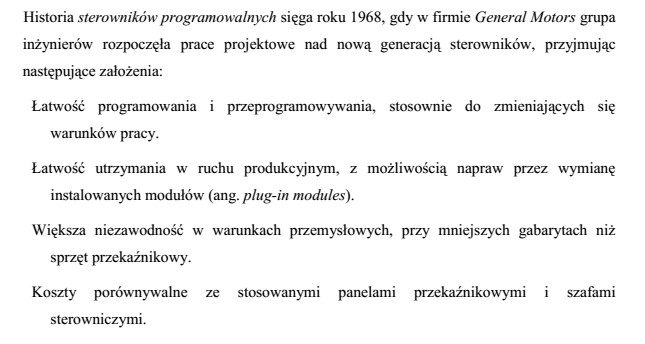 Historia sterowników programowalnych sięga roku 1968, gdy w firmie General Motors grupa
inżynierów rozpoczęła prace projektowe nad nową generacją sterowników, przyjmując
następujące założenia:
Łatwość programowania i przeprogramowywania, stosownie do zmieniających się
warunków pracy.
Łatwość utrzymania w ruchu produkcyjnym, z możliwością napraw przez wymianę
instalowanych modułów (ang. plug-in modules).
Większa niezawodność w warunkach przemysłowych, przy mniejszych gabarytach niż
sprzęt przekaźnikowy.
Koszty porównywalne ze stosowanymi panelami przekaźnikowymi i szafami
sterowniczymi.